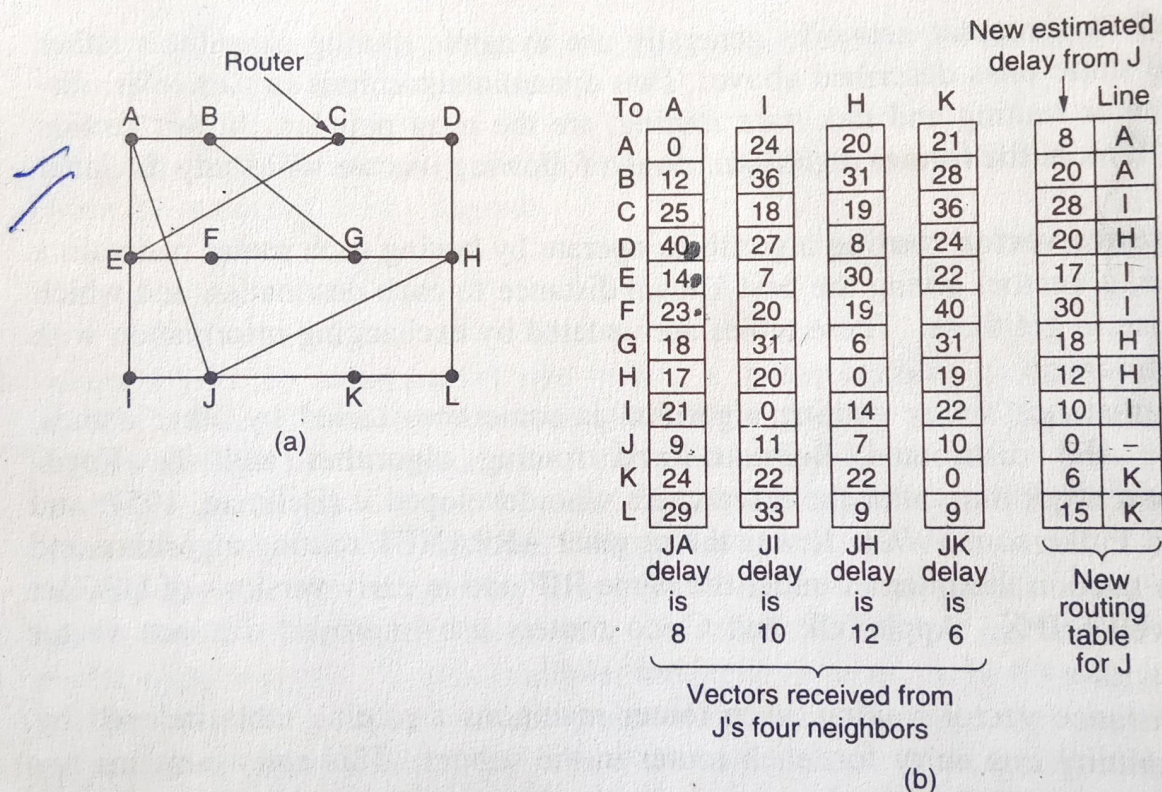 Router
A B C D
E F G H
I J K L
(a)
New estimated
delay from J
To A I H K Line
A 0 24 20 21 8 A
B 12 36 31 28 20 A
C 25 18 19 36 28 I
D 40 27 8 24 20 H
E 14 7 30 22 17 I
F 23 20 19 40 30 I
G 18 31 6 31 18 H
H 17 20 0 19 12 H
I 21 0 14 22 10 I
J 9 11 7 10 0 –
K 24 22 22 0 6 K
L 29 33 9 9 15 K
JA JI JH JK
delay delay delay delay
is is is is
8 10 12 6
New
routing
table
for J
Vectors received from
J's four neighbors
(b)